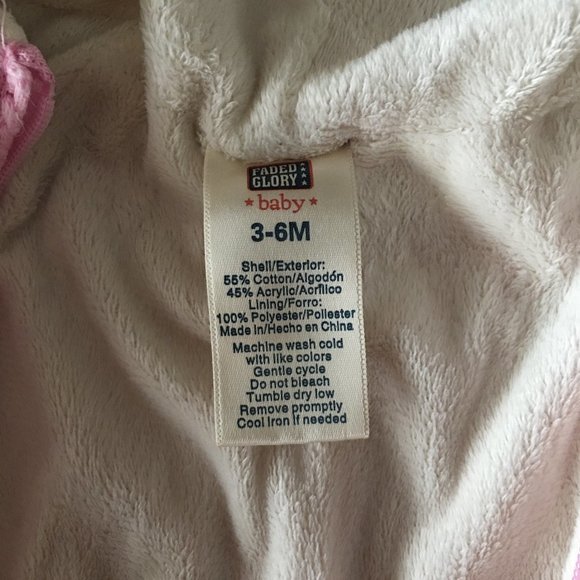 FADED
GLORY
baby
3-6M
Shell/Exterior:
55% Cotton/Algodón
45% Acrylic/Acrílico
Lining/Forro:
100% Polyester/Poliester
Made in/Hecho en China
Machine wash cold
with like colors
Gentle cycle
Do not bleach
Tumble dry low
Remove promptly
Cool iron if needed